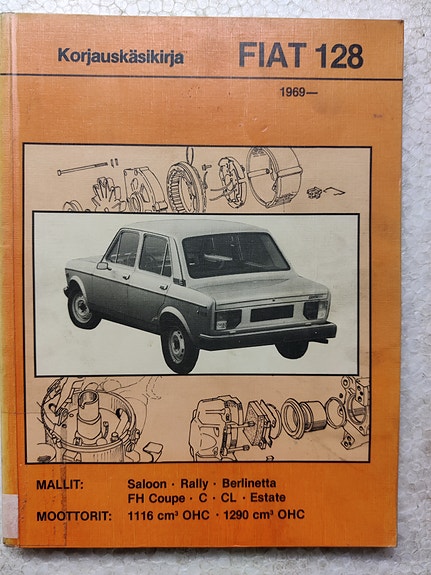 Korjauskäsikirja FIAT 128
1969—
MALLIT: Saloon · Rally · Berlinetta
FH Coupe · C · CL · Estate
MOOTTORIT: 1116 cm³ OHC · 1290 cm³ OHC